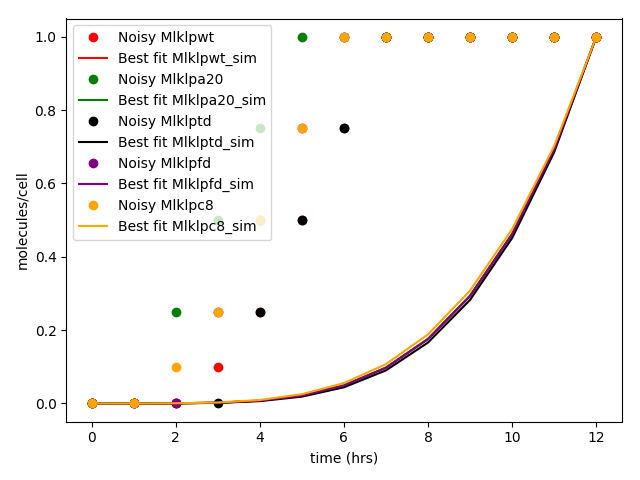 1.0
0.8
0.6
0.4
0.2
0.0
molecules/cell
Noisy Mlklpwt
Best fit Mlklpwt_sim
Noisy Mlklpa20
Best fit Mlklpa20_sim
Noisy Mlklptd
Best fit Mlklptd_sim
Noisy Mlklpfd
Best fit Mlklpfd_sim
Noisy Mlklpc8
Best fit Mlklpc8_sim
0 2 4 6 8 10 12
time (hrs)